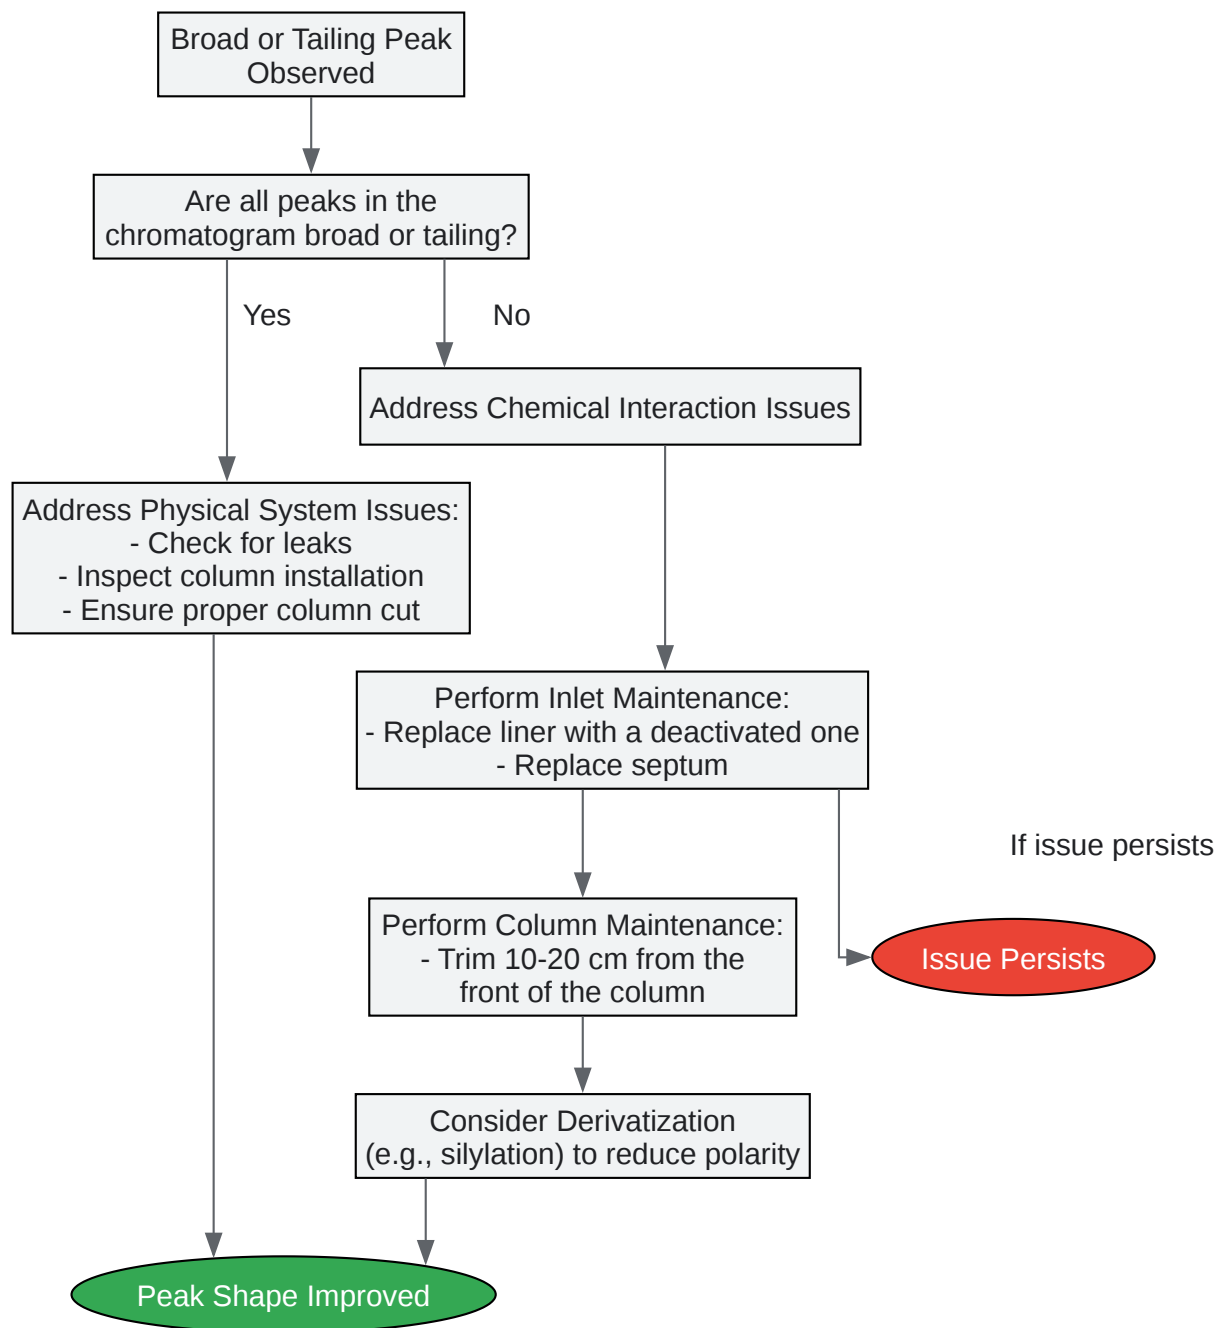 Broad or Tailing Peak
Observed
Are all peaks in the
chromatogram broad or tailing?
Yes
No
Address Chemical Interaction Issues
Address Physical System Issues:
- Check for leaks
- Inspect column installation
- Ensure proper column cut
Perform Inlet Maintenance:
- Replace liner with a deactivated one
- Replace septum
If issue persists
Perform Column Maintenance:
- Trim 10-20 cm from the
front of the column
Issue Persists
Consider Derivatization
(e.g., silylation) to reduce polarity
Peak Shape Improved